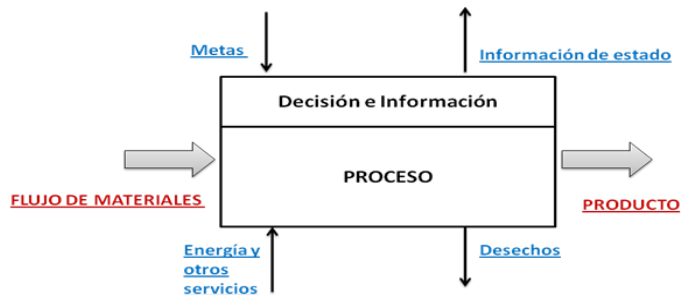 Metas
Información de estado
Decisión e Información
PROCESO
FLUJO DE MATERIALES
PRODUCTO
Energía y
otros
servicios
Desechos